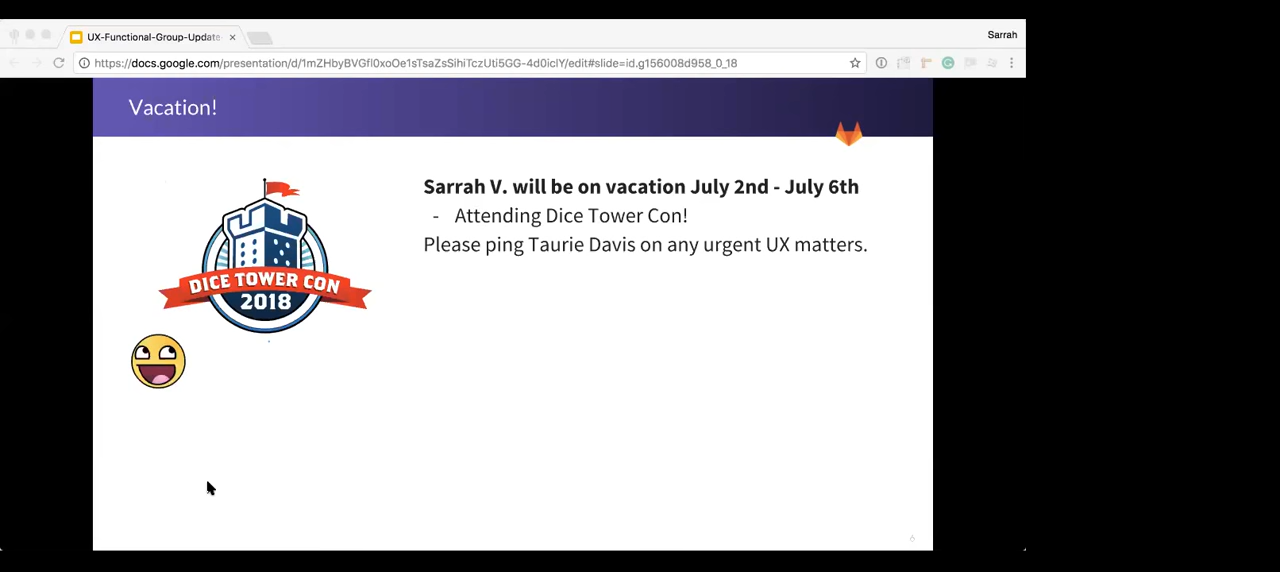 UX-Functional-Group-Update
Sarrah
https://docs.google.com/presentation/d/1mZHbyBVGfl0xoOe1sTsaZsSihiTczUti5GG-4d0iclY/edit#slide=id.g156008d958_0_18
Vacation!
Sarrah V. will be on vacation July 2nd - July 6th
- Attending Dice Tower Con!
Please ping Taurie Davis on any urgent UX matters.
DICE TOWER CON
2018
6